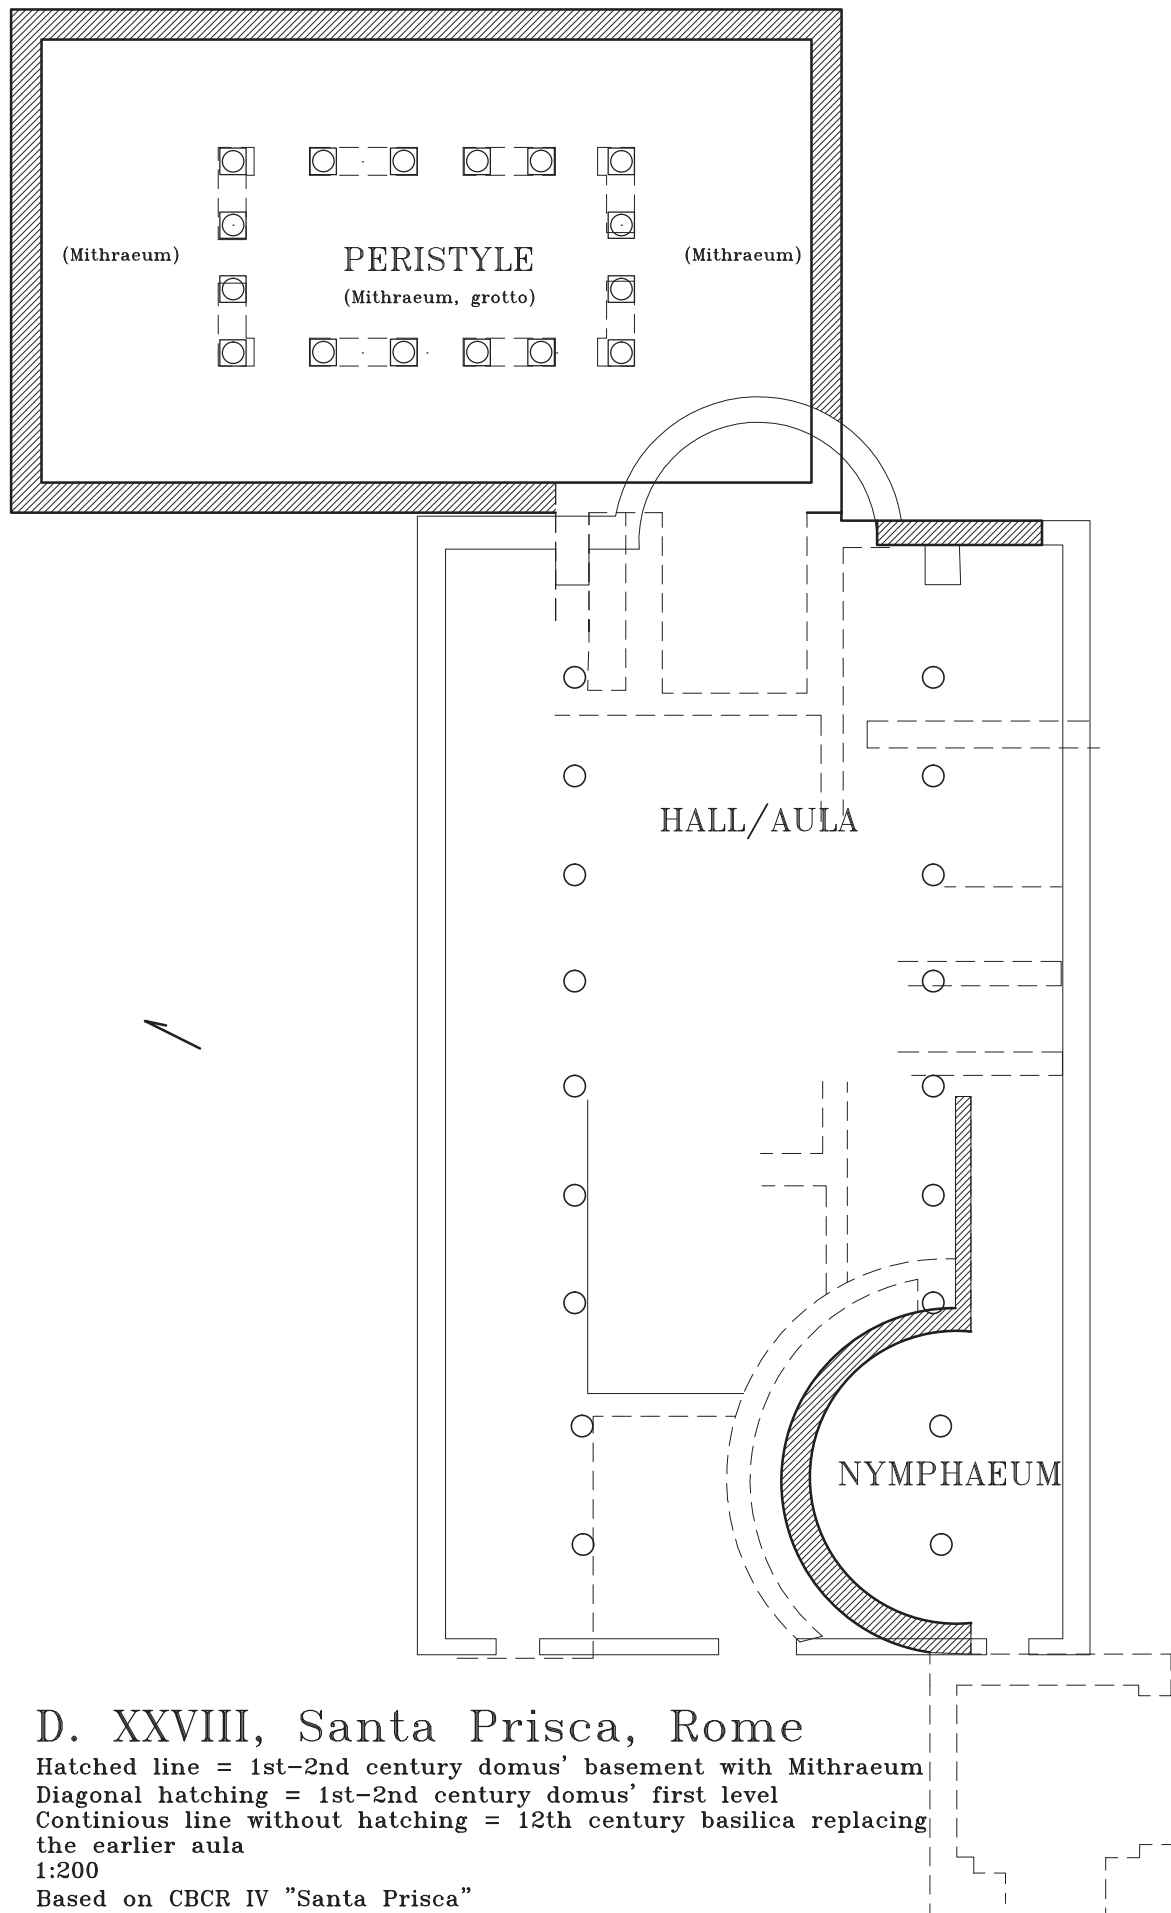 (Mithraeum)
PERISTYLE
(Mithraeum)
(Mithraeum, grotto)
HALL/AULA
NYMPHAEUM
D. XXVIII, Santa Prisca, Rome
Hatched line = 1st-2nd century domus' basement with Mithraeum
Diagonal hatching = 1st-2nd century domus' first level
Continious line without hatching = 12th century basilica replacing
the earlier aula
1:200
Based on CBCR IV "Santa Prisca"